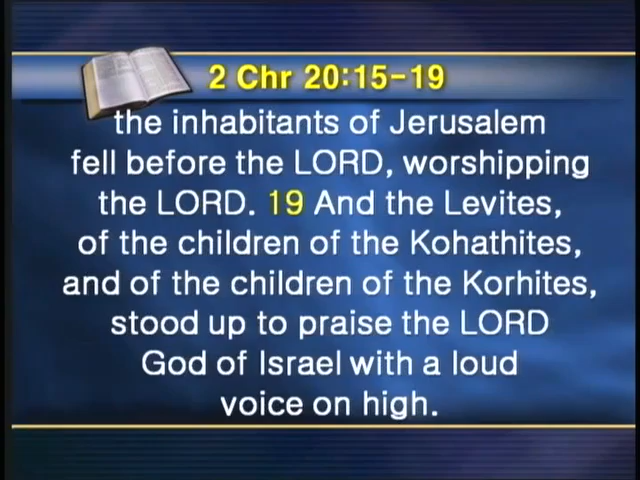 2 Chr 20:15-19
the inhabitants of Jerusalem
fell before the LORD, worshipping
the LORD. 19 And the Levites,
of the children of the Kohathites,
and of the children of the Korhites,
stood up to praise the LORD
God of Israel with a loud
voice on high.